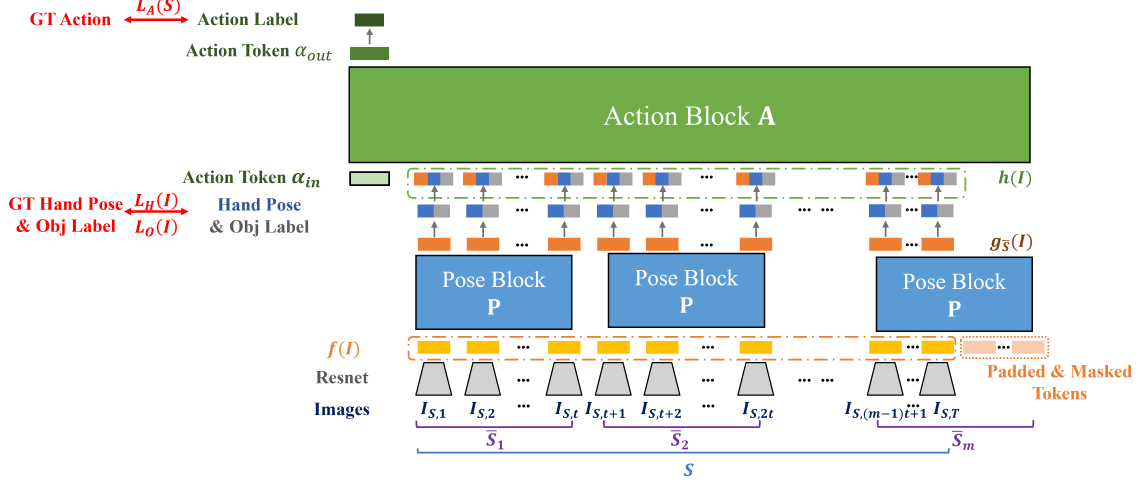 GT Action
L_A(S)
Action Label
Action Token α_out
Action Block A
Action Token α_in
h(I)
GT Hand Pose
& Obj Label
L_H(I)
L_O(I)
Hand Pose
& Obj Label
...
g_S̅(I)
Pose Block
P
Pose Block
P
Pose Block
P
f(I)
Padded & Masked
Tokens
Resnet
Images I_S,1 I_S,2 ... I_S,t I_S,t+1 I_S,t+2 ... I_S,2t I_S,(m−1)t+1 I_S,T
S̅_1 S̅_2 S̅_m
S